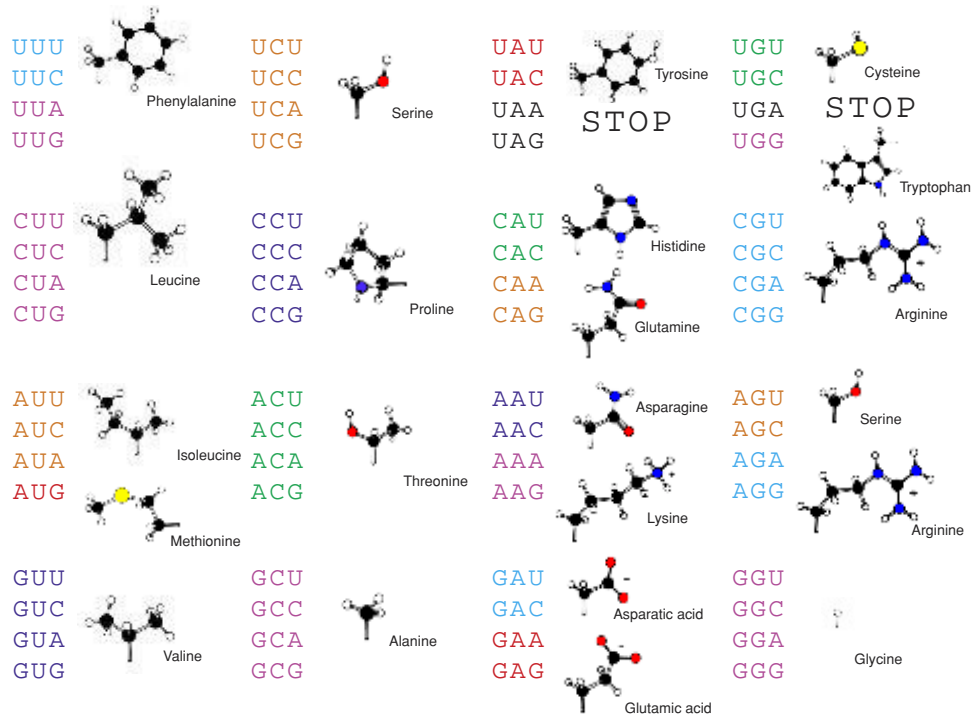 UUU
UUC
UUA
UUG
Phenylalanine
UCU
UCC
UCA
UCG
Serine
UAU
UAC
UAA
UAG
Tyrosine
STOP
UGU
UGC
UGA
UGG
Cysteine
STOP
Tryptophan
CUU
CUC
CUA
CUG
Leucine
CCU
CCC
CCA
CCG
Proline
CAU
CAC
CAA
CAG
Histidine
Glutamine
CGU
CGC
CGA
CGG
+
Arginine
AUU
AUC
AUA
AUG
Isoleucine
Methionine
ACU
ACC
ACA
ACG
Threonine
AAU
AAC
AAA
AAG
Asparagine
+
Lysine
AGU
AGC
AGA
AGG
Serine
+
Arginine
GUU
GUC
GUA
GUG
Valine
GCU
GCC
GCA
GCG
Alanine
GAU
GAC
GAA
GAG
-
Asparatic acid
-
Glutamic acid
GGU
GGC
GGA
GGG
Glycine